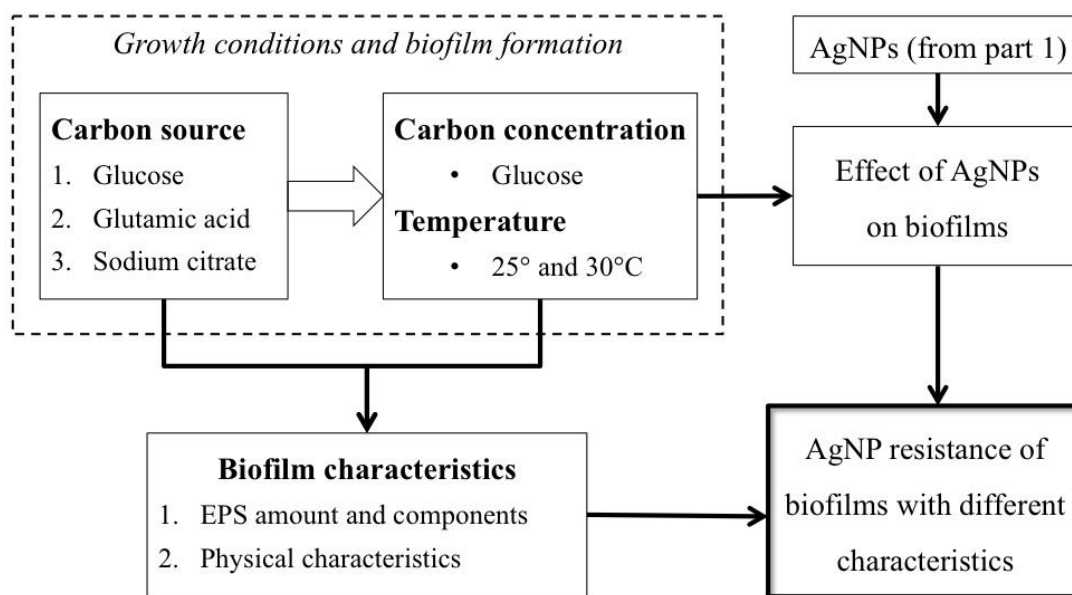 Growth conditions and biofilm formation
Carbon source
1. Glucose
2. Glutamic acid
3. Sodium citrate
Carbon concentration
• Glucose
Temperature
• 25° and 30°C
AgNPs (from part 1)
Effect of AgNPs
on biofilms
Biofilm characteristics
1. EPS amount and components
2. Physical characteristics
AgNP resistance of
biofilms with different
characteristics